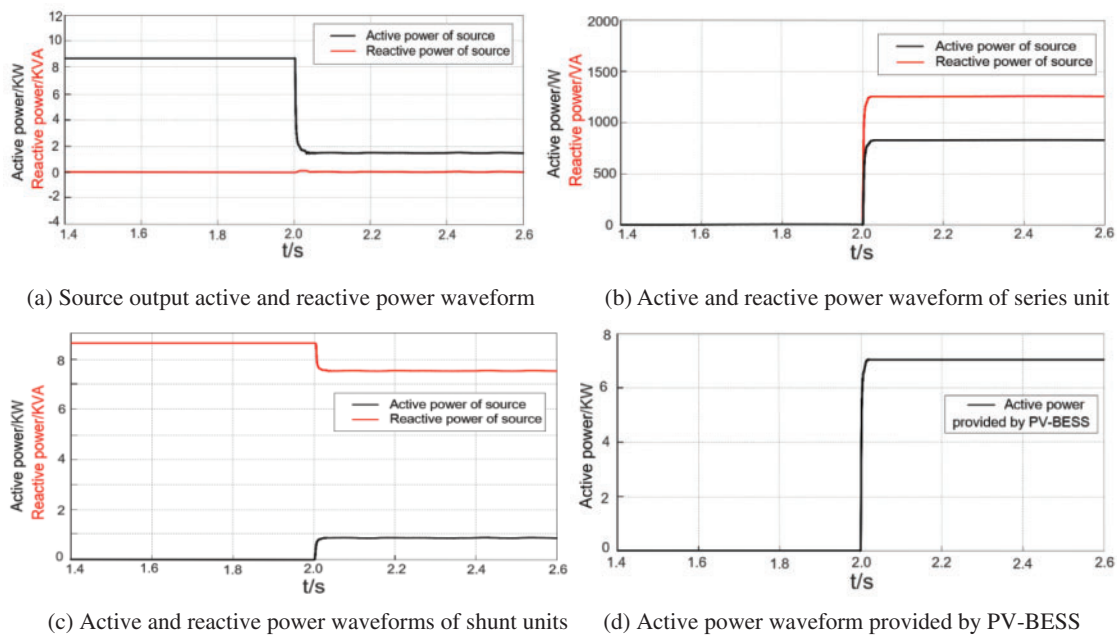 Active power/KW
Reactive power/KVA
12
10
8
6
4
2
0
-2
-4
Active power of source
Reactive power of source
1.4 1.6 1.8 2.0 2.2 2.4 2.6
t/s
(a) Source output active and reactive power waveform
Active power/W
Reactive power/VA
2000
1500
1000
500
0
Active power of source
Reactive power of source
1.4 1.6 1.8 2.0 2.2 2.4 2.6
t/s
(b) Active and reactive power waveform of series unit
Active power/KW
Reactive power/KVA
8
6
4
2
0
Active power of source
Reactive power of source
1.4 1.6 1.8 2.0 2.2 2.4 2.6
t/s
(c) Active and reactive power waveforms of shunt units
Active power/KW
8
6
4
2
0
Active power
provided by PV-BESS
1.4 1.6 1.8 2.0 2.2 2.4 2.6
t/s
(d) Active power waveform provided by PV-BESS